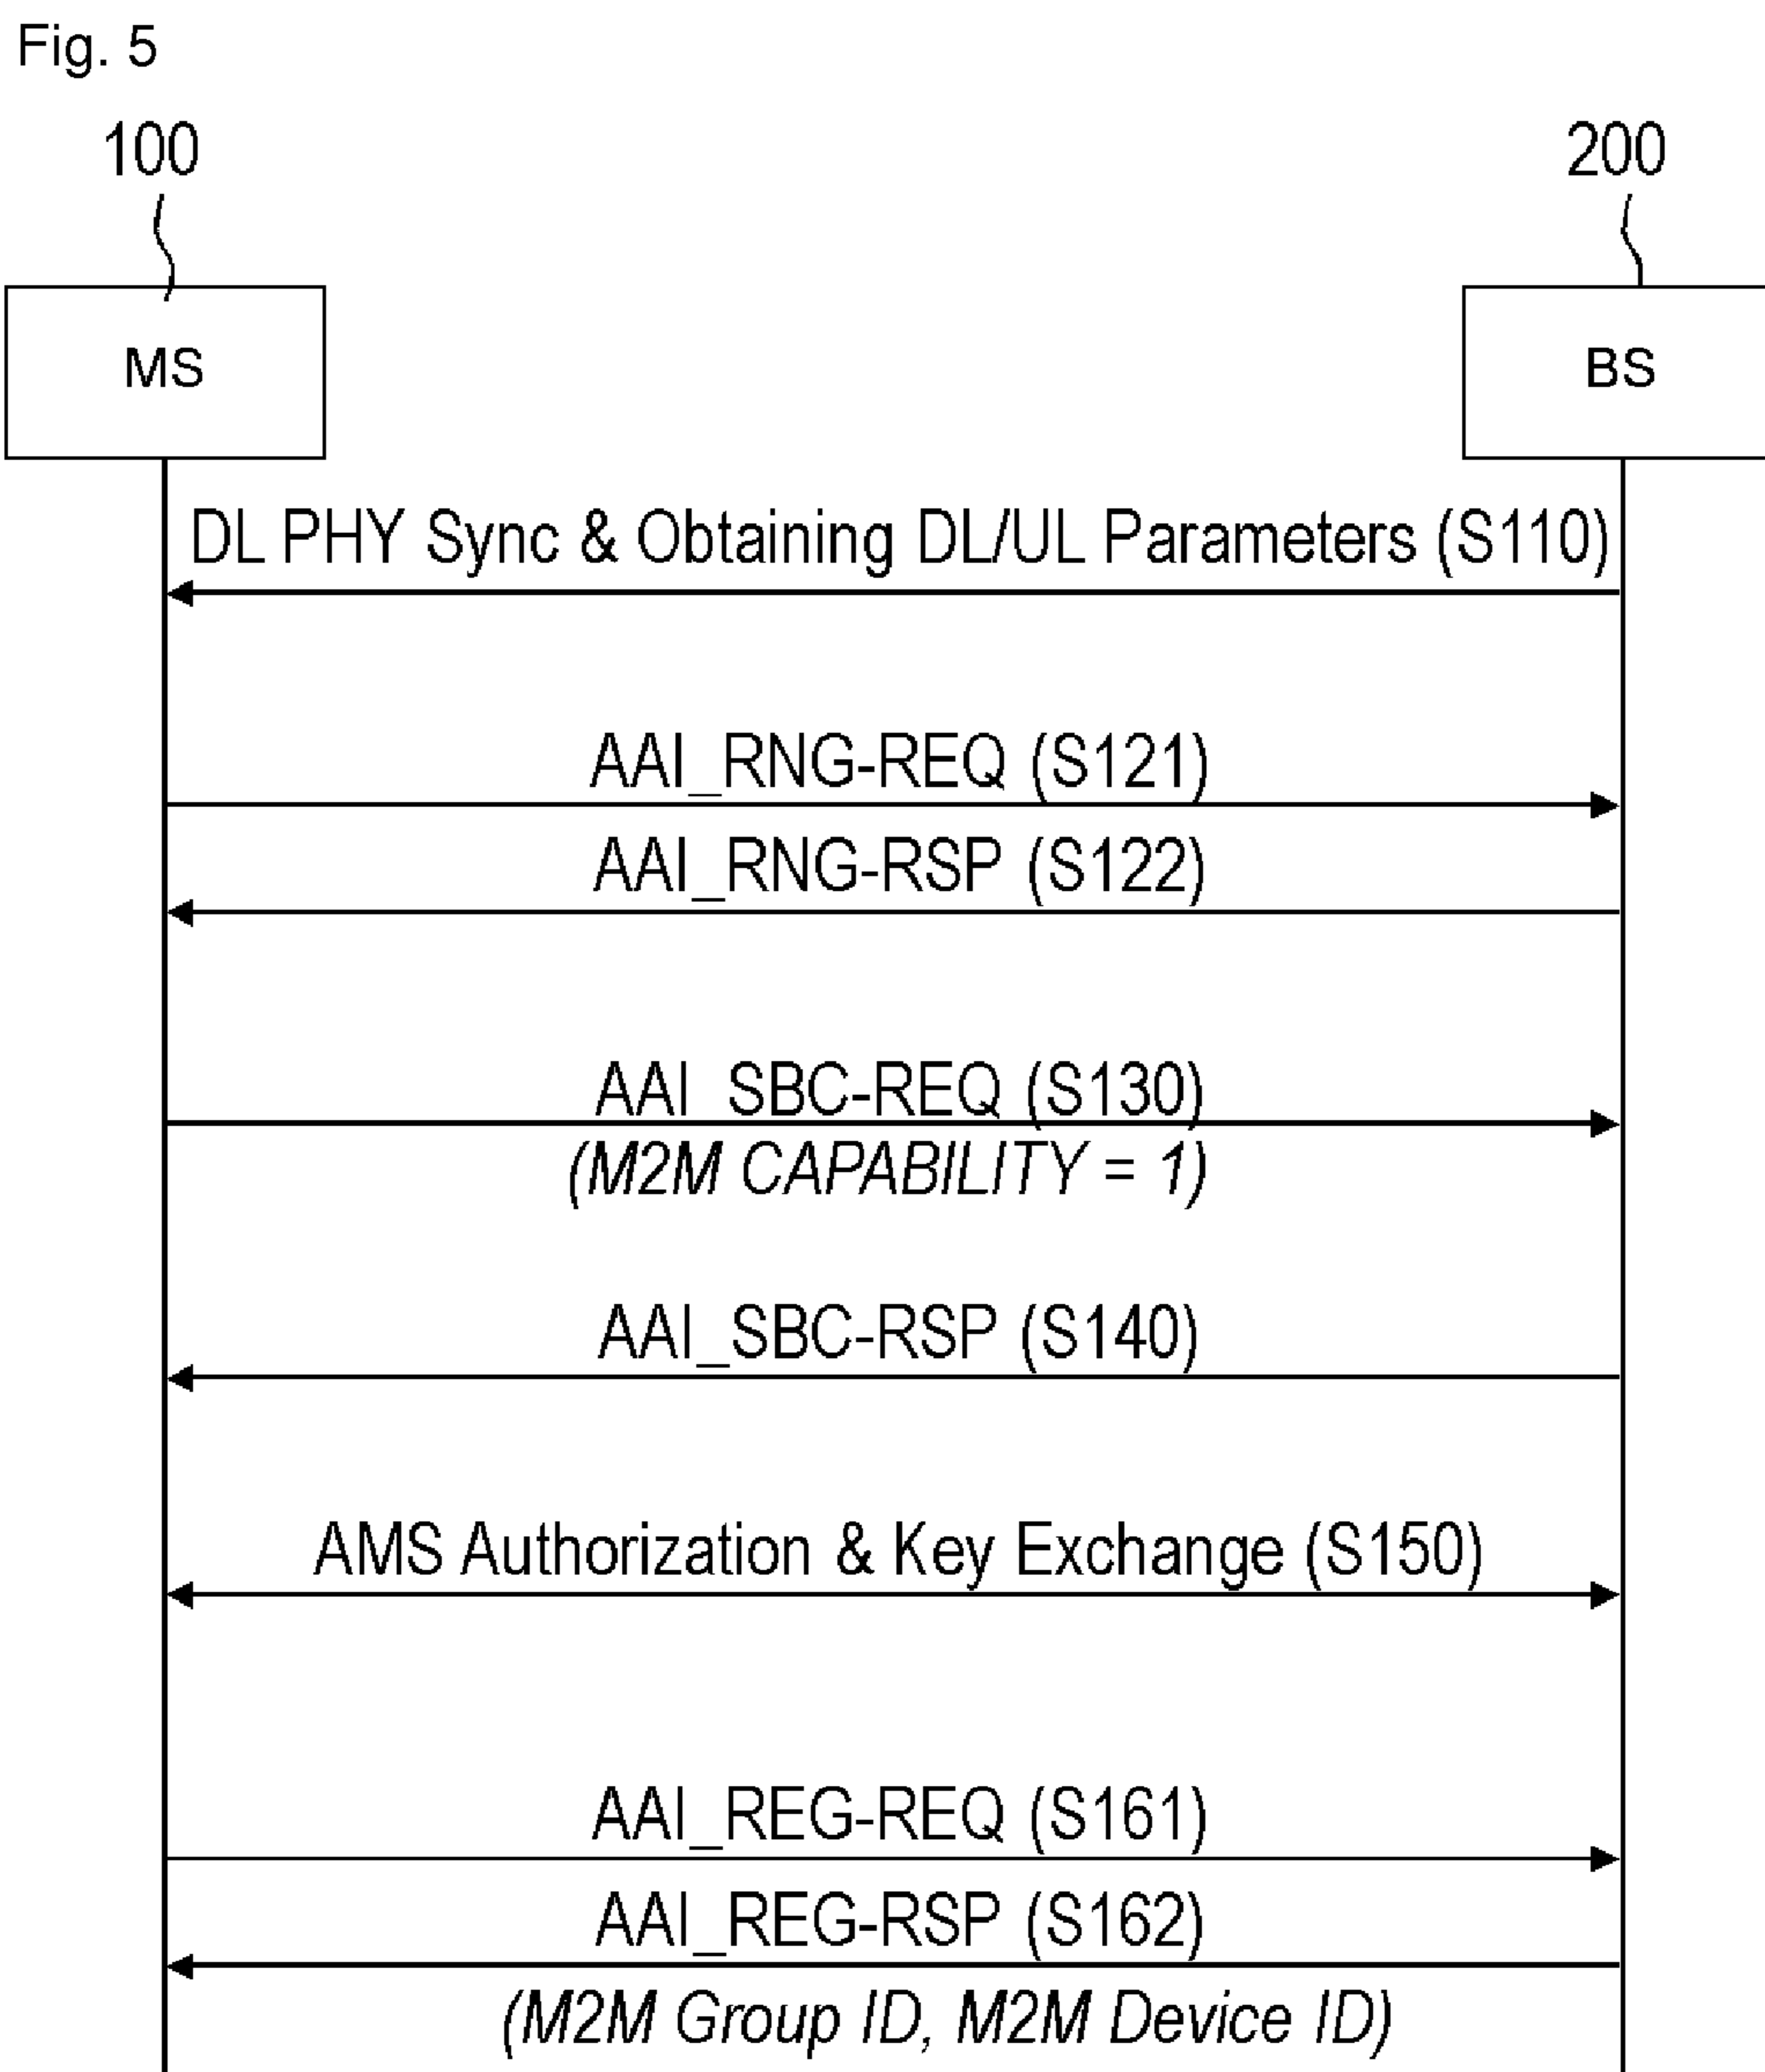 Fig. 5
100 200
MS BS
DL PHY Sync & Obtaining DL/UL Parameters (S110)
AAI_RNG-REQ (S121)
AAI_RNG-RSP (S122)
AAI_SBC-REQ (S130)
(M2M CAPABILITY = 1)
AAI_SBC-RSP (S140)
AMS Authorization & Key Exchange (S150)
AAI_REG-REQ (S161)
AAI_REG-RSP (S162)
(M2M Group ID, M2M Device ID)